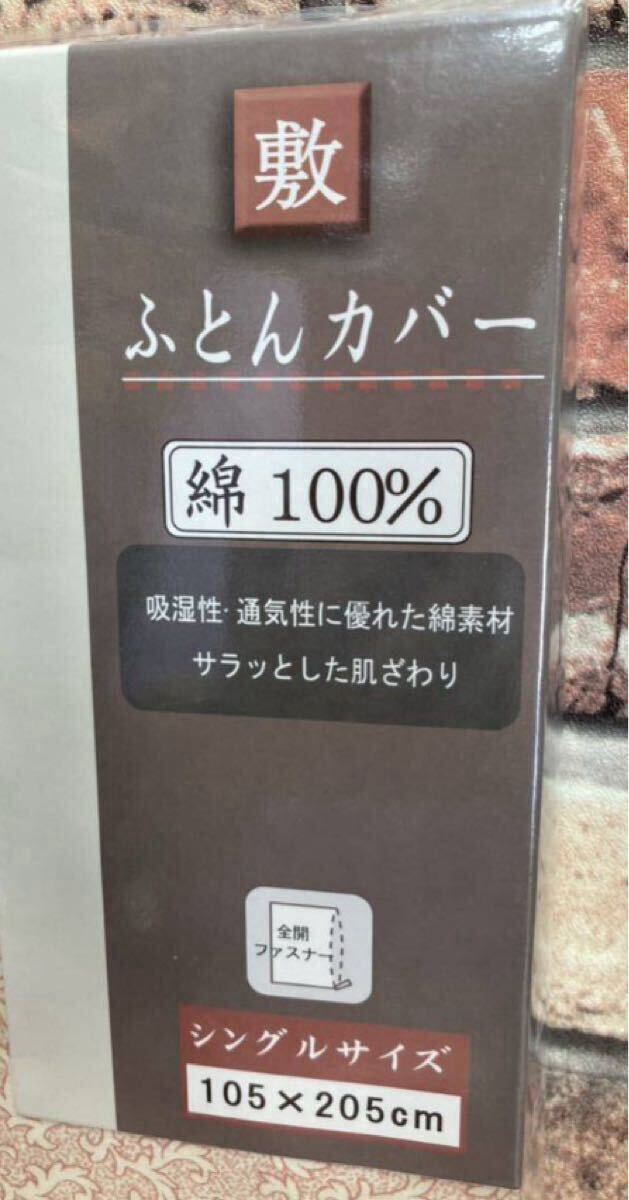 敷
ふとんカバー
綿 100%
吸湿性・通気性に優れた綿素材
サラッとした肌ざわり
全開
ファスナー
シングルサイズ
105×205cm